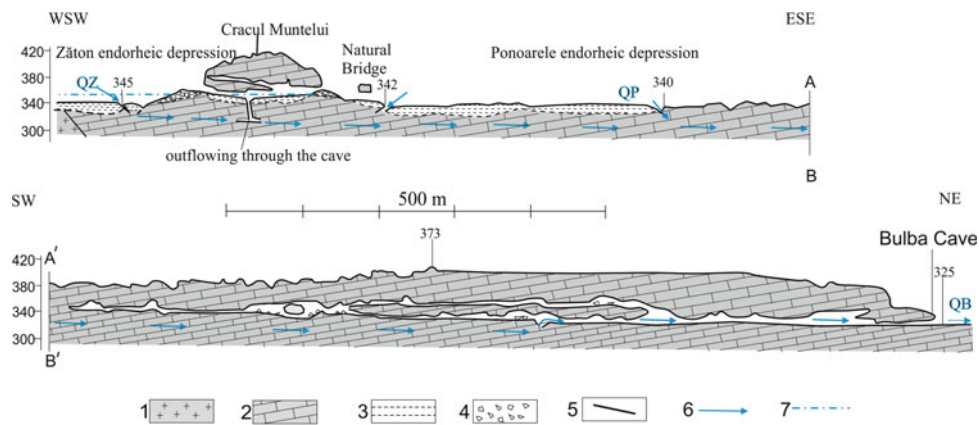 WSW
ESE
Cracul Muntelui
Zăton endorheic depression
Natural
Bridge
Ponoarele endorheic depression
420
380
340
300
QZ
345
342
QP
340
A
B
outflowing through the cave
SW
500 m
NE
Bulba Cave
373
325
A'
420
380
340
300
B'
QB
1
2
3
4
5
6
7